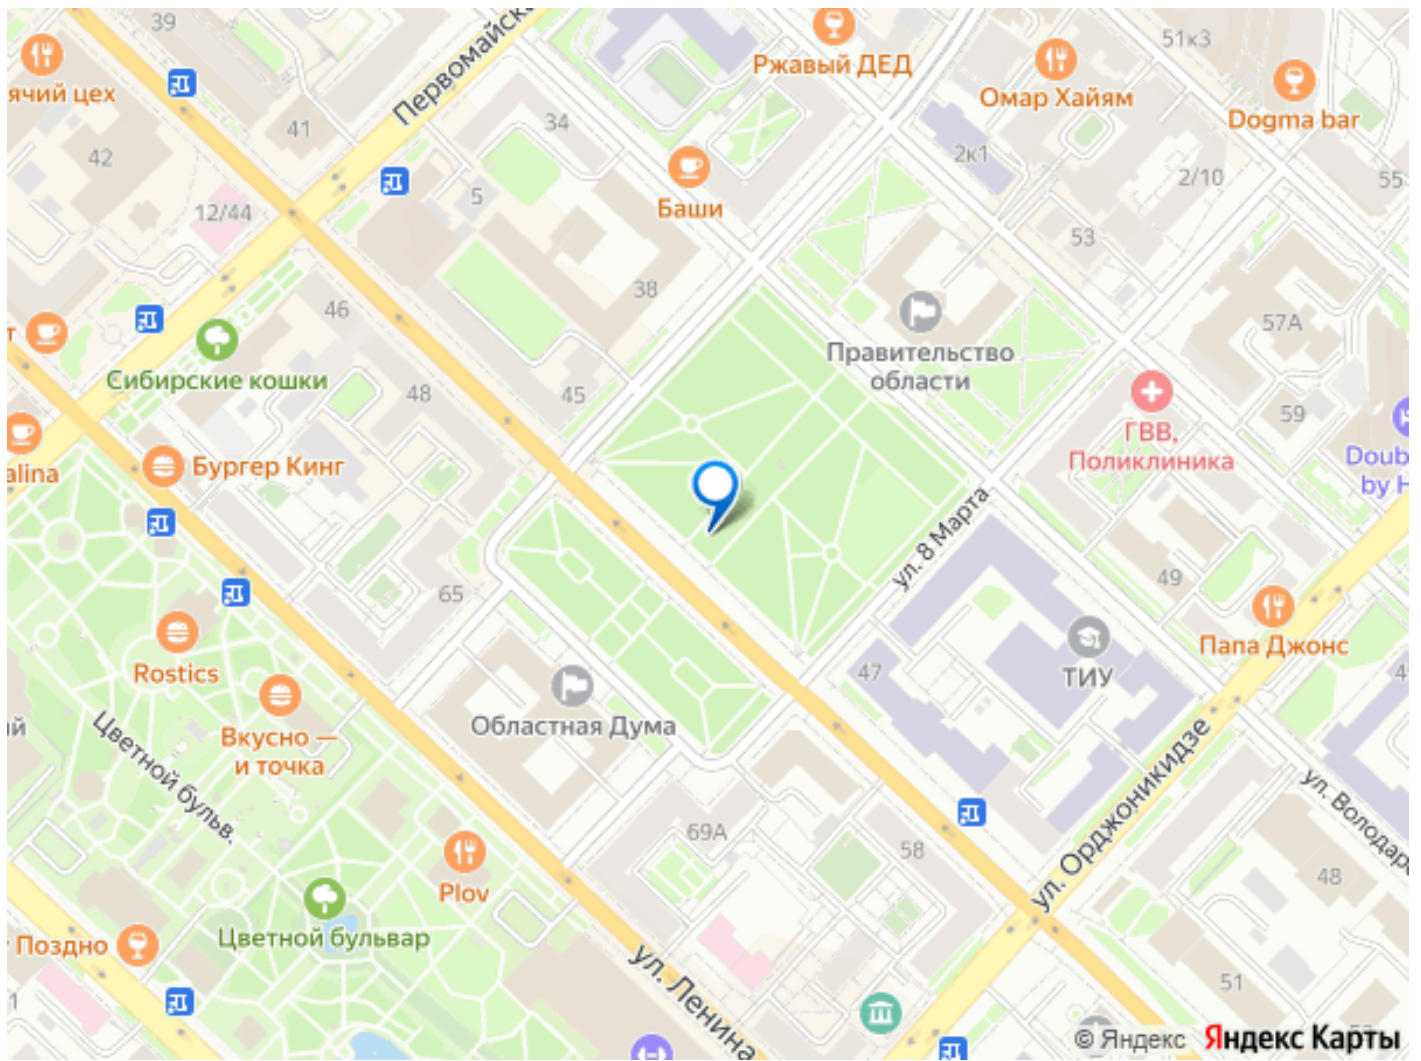 39
Первомайска
51к3
Ржавый ДЕД
ячий цех
Омар Хайям
Dogma bar
41
34
42
2к1
2/10
55
5
Баши
12/44
53
38
46
57А
т
Правительство
области
Сибирские кошки
48
45
59
ГВВ,
Поликлиника
alina
Бургер Кинг
Doub
by H
ул. 8 Марта
65
49
Rostics
Папа Джонс
47
ТИУ
Областная Дума
й
Вкусно —
и точка
Цветной бульв.
ул. Орджоникидзе
ул. Володарс
69А
58
Plov
48
Цветной бульвар
у Поздно
ул. Ленина
51
© Яндекс Яндекс Карты